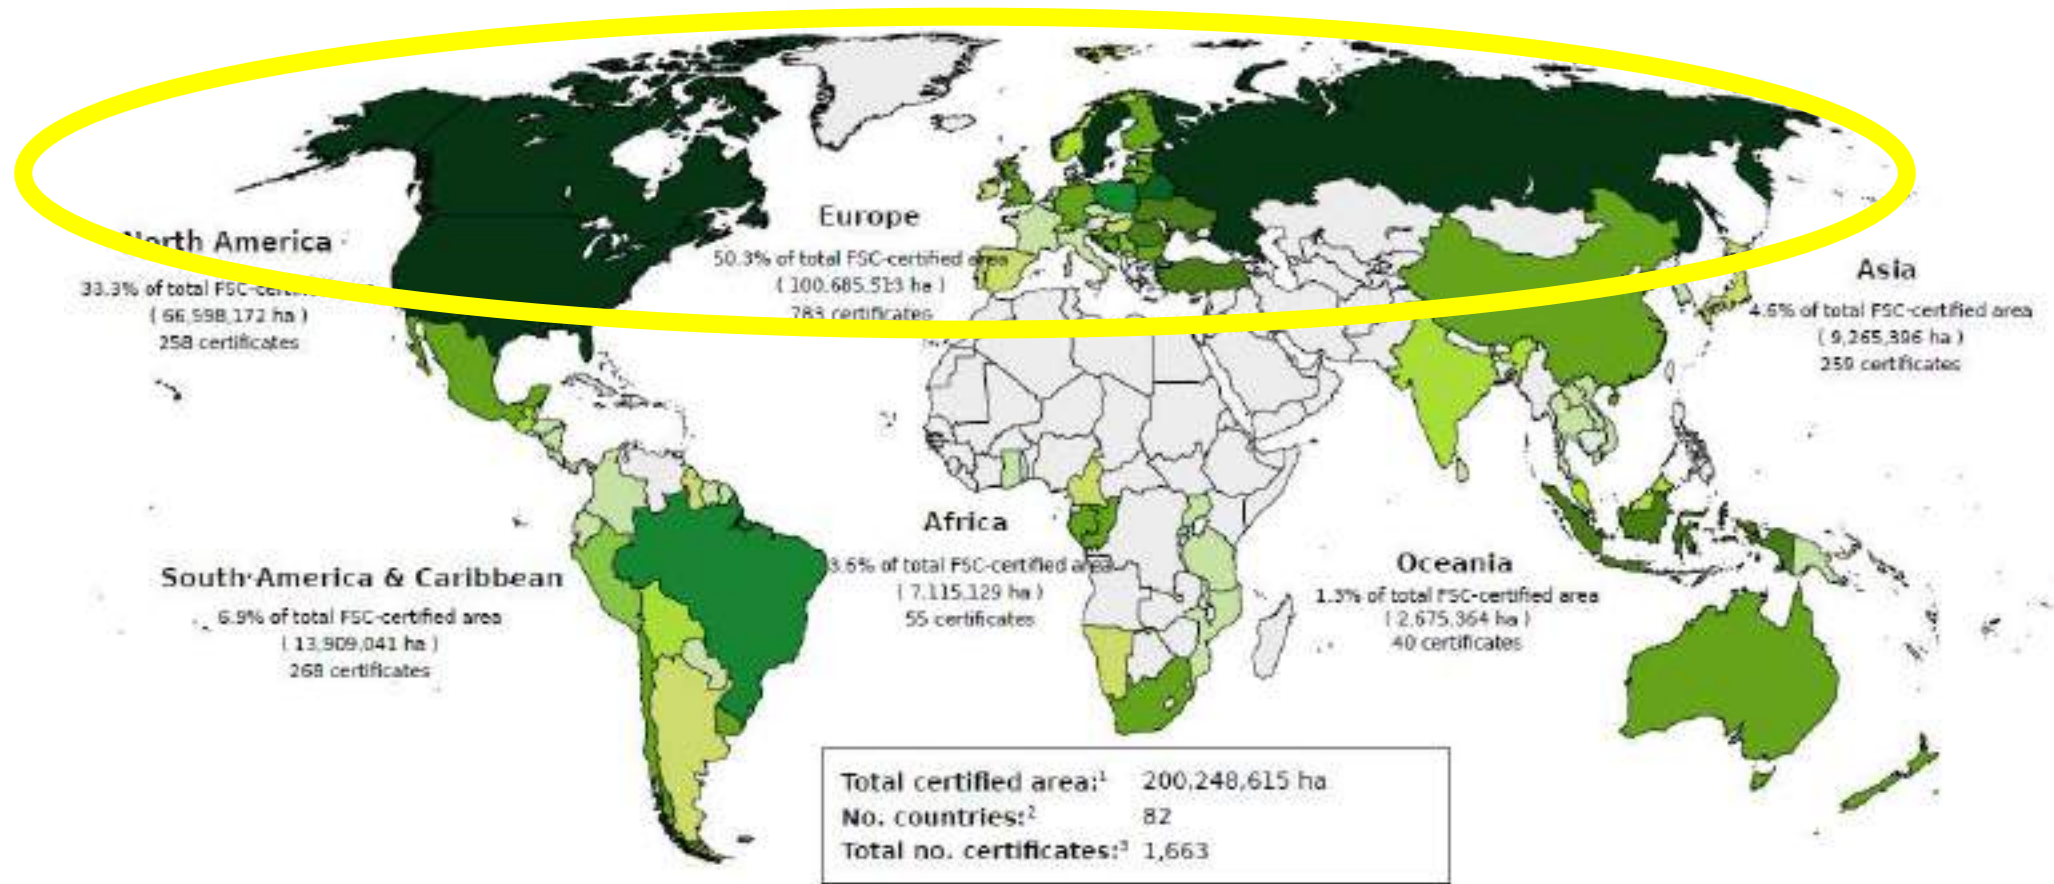 North America
33.3% of total FSC-certified
( 66,598,172 ha )
258 certificates
Europe
50.3% of total FSC-certified area
( 100,685,513 ha )
783 certificates
Asia
4.6% of total FSC-certified area
( 9,265,396 ha )
259 certificates
South America & Caribbean
6.9% of total FSC-certified area
( 13,909,041 ha )
268 certificates
Africa
3.6% of total FSC-certified area
( 7,115,129 ha )
55 certificates
Oceania
1.3% of total FSC-certified area
( 2,675,364 ha )
40 certificates
Total certified area:¹ 200,248,615 ha
No. countries:² 82
Total no. certificates:³ 1,663